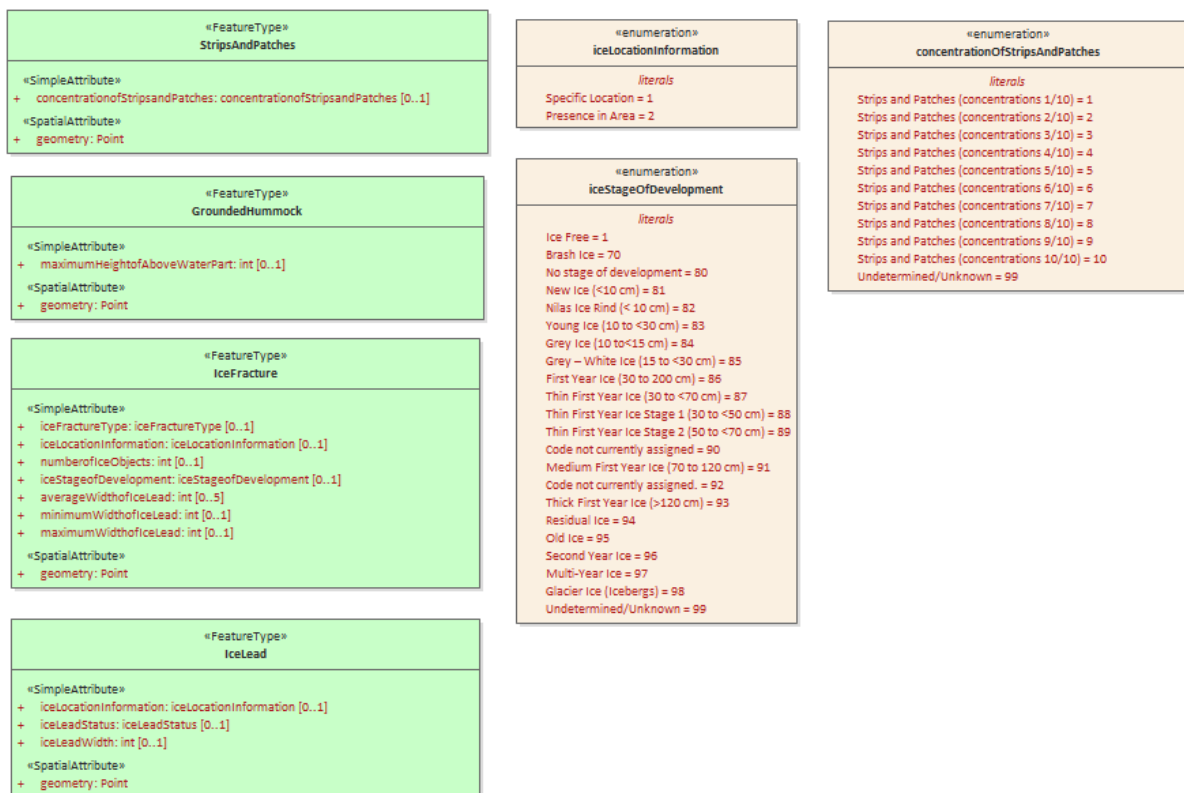 «FeatureType»
StripsAndPatches
«SimpleAttribute»
+ concentrationofStripsandPatches: concentrationofStripsandPatches [0..1]
«SpatialAttribute»
+ geometry: Point
«FeatureType»
GroundedHummock
«SimpleAttribute»
+ maximumHeightofAboveWaterPart: int [0..1]
«SpatialAttribute»
+ geometry: Point
«FeatureType»
IceFracture
«SimpleAttribute»
+ iceFractureType: iceFractureType [0..1]
+ iceLocationInformation: iceLocationInformation [0..1]
+ numberofIceObjects: int [0..1]
+ iceStageofDevelopment: iceStageofDevelopment [0..1]
+ averageWidthofIceLead: int [0..5]
+ minimumWidthofIceLead: int [0..1]
+ maximumWidthofIceLead: int [0..1]
«SpatialAttribute»
+ geometry: Point
«FeatureType»
IceLead
«SimpleAttribute»
+ iceLocationInformation: iceLocationInformation [0..1]
+ iceLeadStatus: iceLeadStatus [0..1]
+ iceLeadWidth: int [0..1]
«SpatialAttribute»
+ geometry: Point
«enumeration»
iceLocationInformation
literals
Specific Location = 1
Presence in Area = 2
«enumeration»
iceStageOfDevelopment
literals
Ice Free = 1
Brash Ice = 70
No stage of development = 80
New Ice (<10 cm) = 81
Nilas Ice Rind (< 10 cm) = 82
Young Ice (10 to <30 cm) = 83
Grey Ice (10 to<15 cm) = 84
Grey – White Ice (15 to <30 cm) = 85
First Year Ice (30 to 200 cm) = 86
Thin First Year Ice (30 to <70 cm) = 87
Thin First Year Ice Stage 1 (30 to <50 cm) = 88
Thin First Year Ice Stage 2 (50 to <70 cm) = 89
Code not currently assigned = 90
Medium First Year Ice (70 to 120 cm) = 91
Code not currently assigned. = 92
Thick First Year Ice (>120 cm) = 93
Residual Ice = 94
Old Ice = 95
Second Year Ice = 96
Multi-Year Ice = 97
Glacier Ice (Icebergs) = 98
Undetermined/Unknown = 99
«enumeration»
concentrationOfStripsAndPatches
literals
Strips and Patches (concentrations 1/10) = 1
Strips and Patches (concentrations 2/10) = 2
Strips and Patches (concentrations 3/10) = 3
Strips and Patches (concentrations 4/10) = 4
Strips and Patches (concentrations 5/10) = 5
Strips and Patches (concentrations 6/10) = 6
Strips and Patches (concentrations 7/10) = 7
Strips and Patches (concentrations 8/10) = 8
Strips and Patches (concentrations 9/10) = 9
Strips and Patches (concentrations 10/10) = 10
Undetermined/Unknown = 99